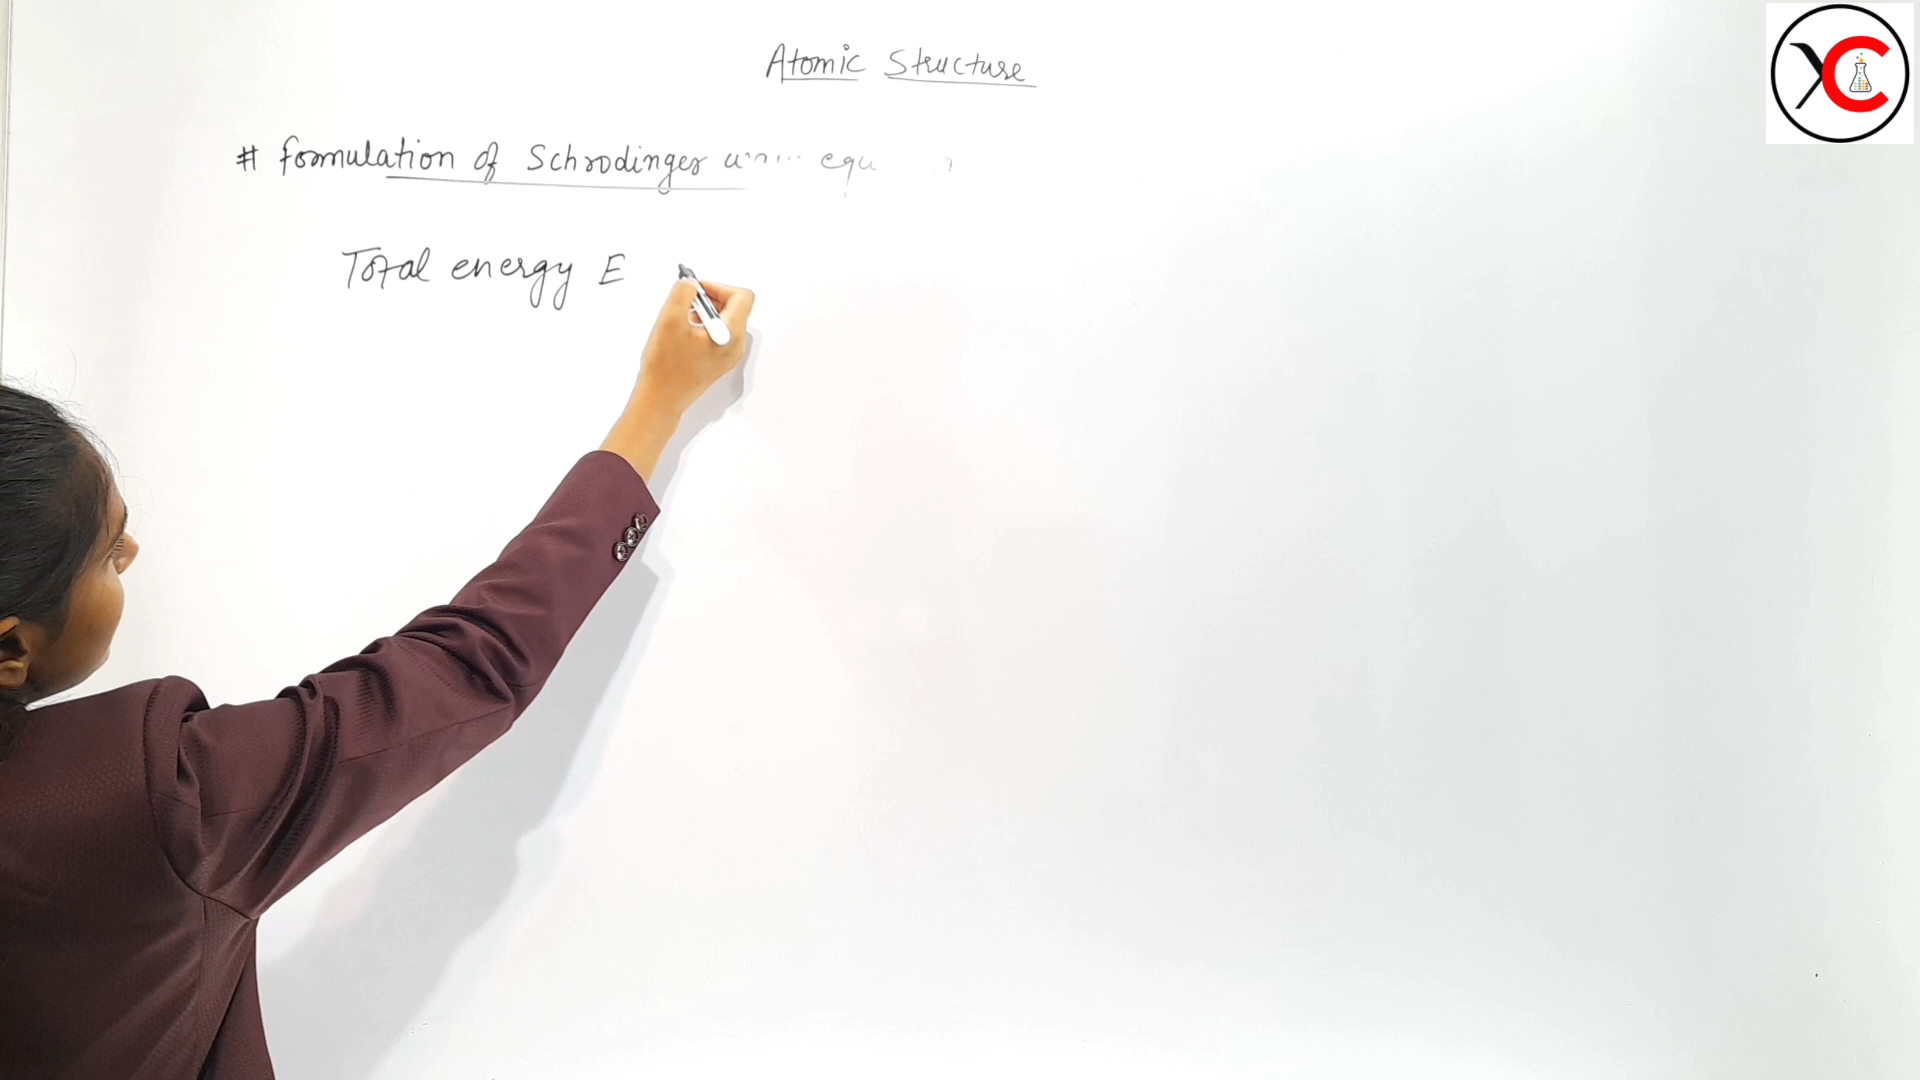 Atomic Structure
# formulation of Schrodinger equ
Total energy E